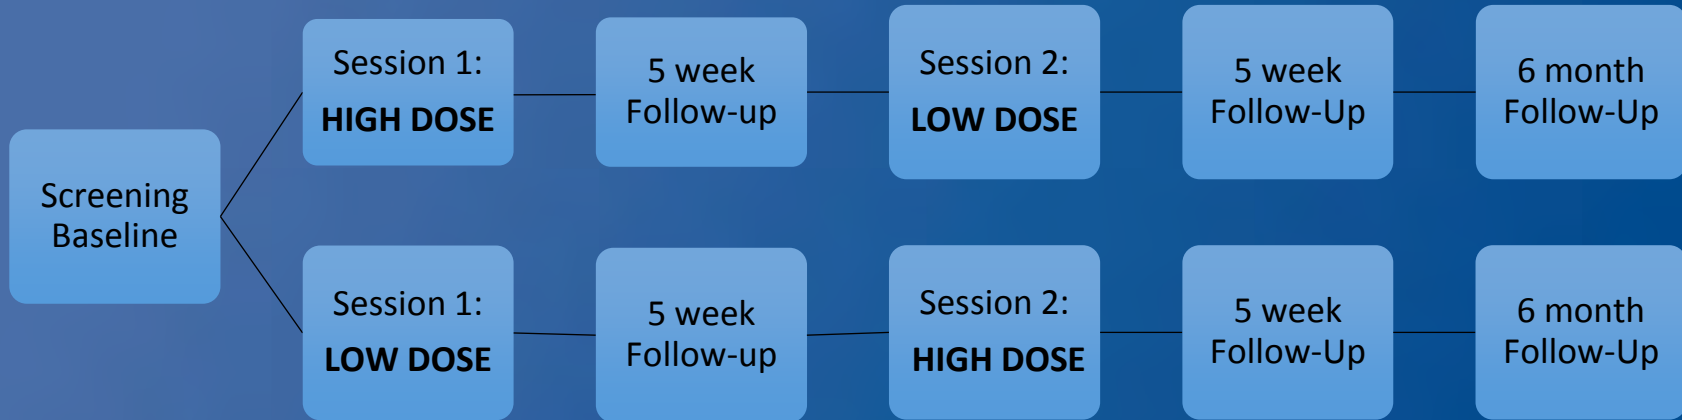 Screening
Baseline
Session 1:
HIGH DOSE
5 week
Follow-up
Session 2:
LOW DOSE
5 week
Follow-Up
6 month
Follow-Up
Session 1:
LOW DOSE
5 week
Follow-up
Session 2:
HIGH DOSE
5 week
Follow-Up
6 month
Follow-Up